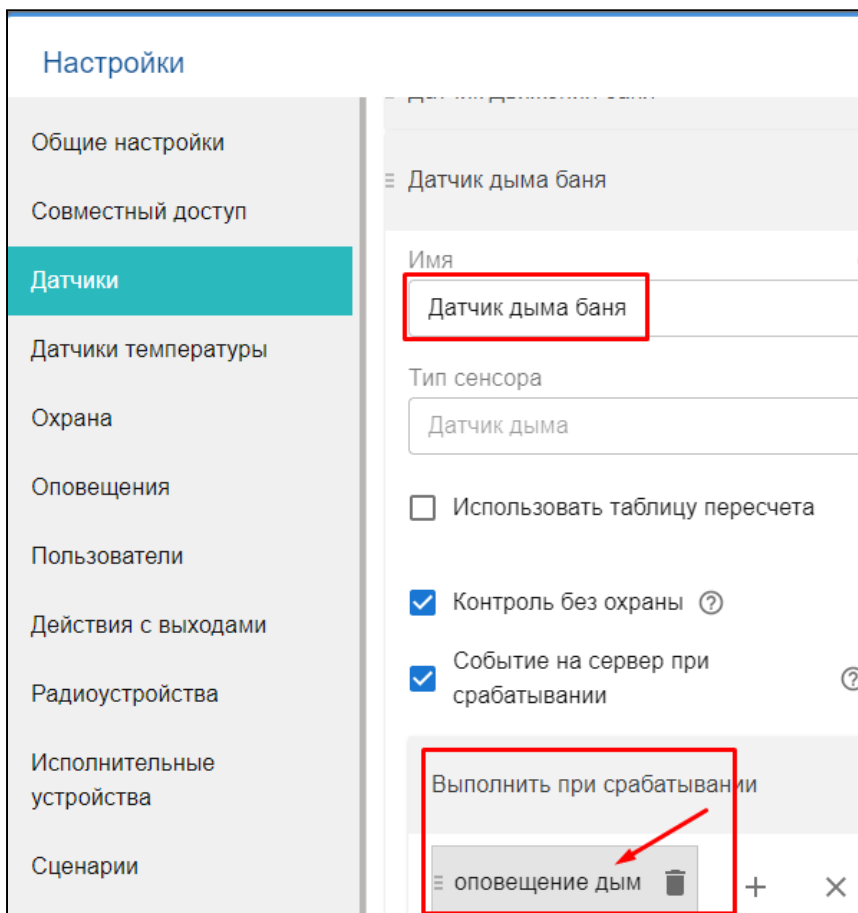 Настройки
Общие настройки
Совместный доступ
Датчики
Датчики температуры
Охрана
Оповещения
Пользователи
Действия с выходами
Радиоустройства
Исполнительные
устройства
Сценарии
Датчик дыма баня
Имя
Датчик дыма баня
Тип сенсора
Датчик дыма
Использовать таблицу пересчета
Контроль без охраны
Событие на сервер при
срабатывании
Выполнить при срабатывании
оповещение дым